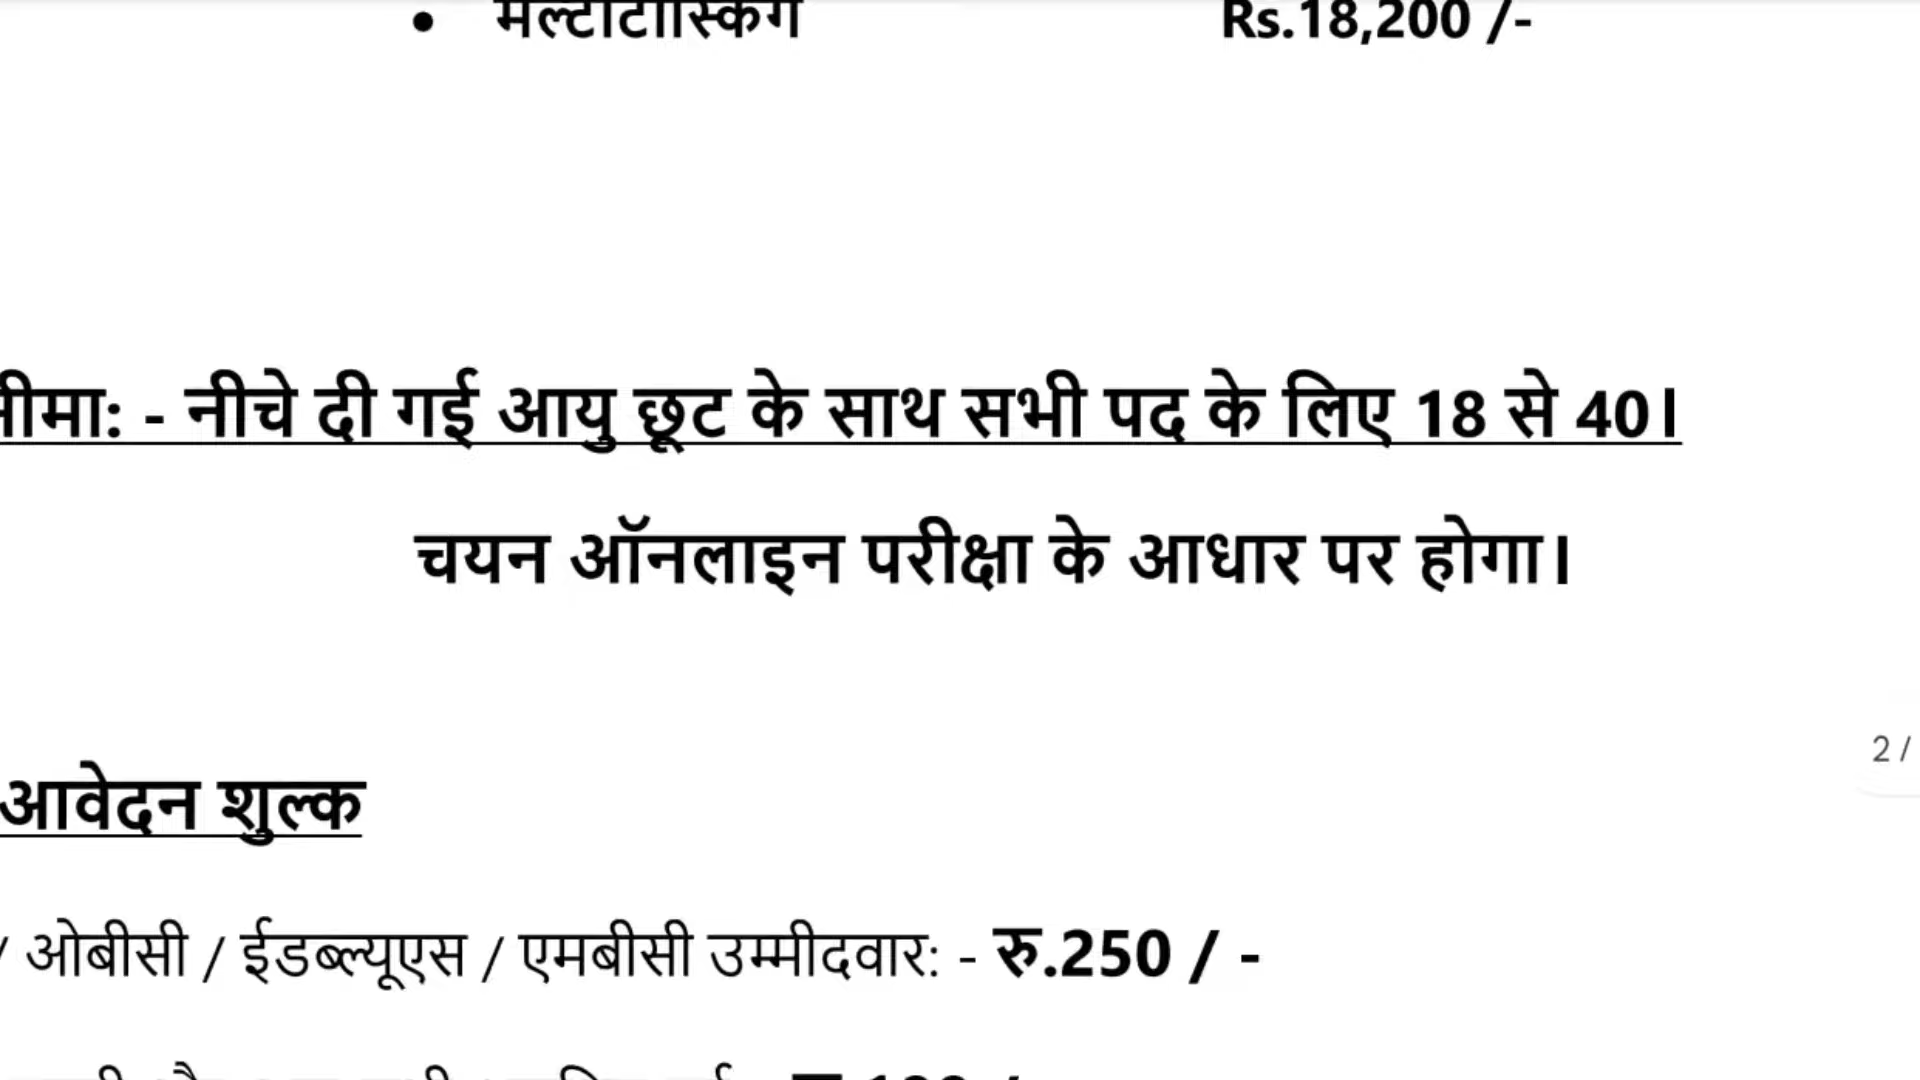 • मल्टीटास्किंग Rs.18,200 /-
सीमा: - नीचे दी गई आयु छूट के साथ सभी पद के लिए 18 से 40।
चयन ऑनलाइन परीक्षा के आधार पर होगा।
2 /
आवेदन शुल्क
/ ओबीसी / ईडब्ल्यूएस / एमबीसी उम्मीदवार: - रु.250 / -